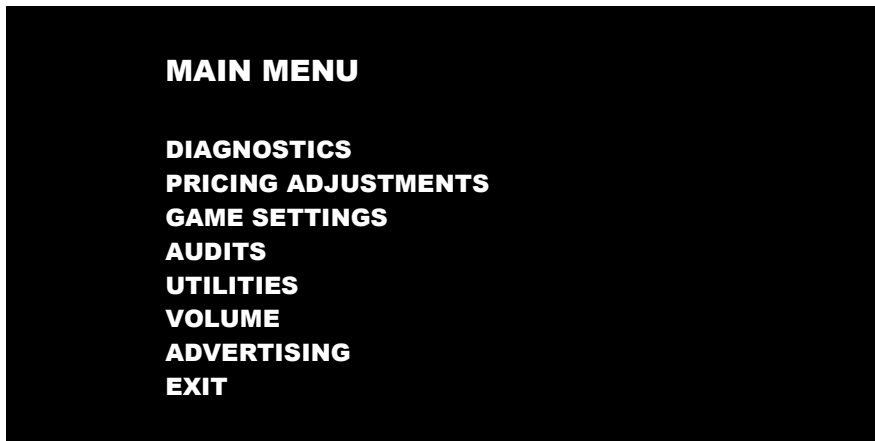 MAIN MENU
DIAGNOSTICS
PRICING ADJUSTMENTS
GAME SETTINGS
AUDITS
UTILITIES
VOLUME
ADVERTISING
EXIT